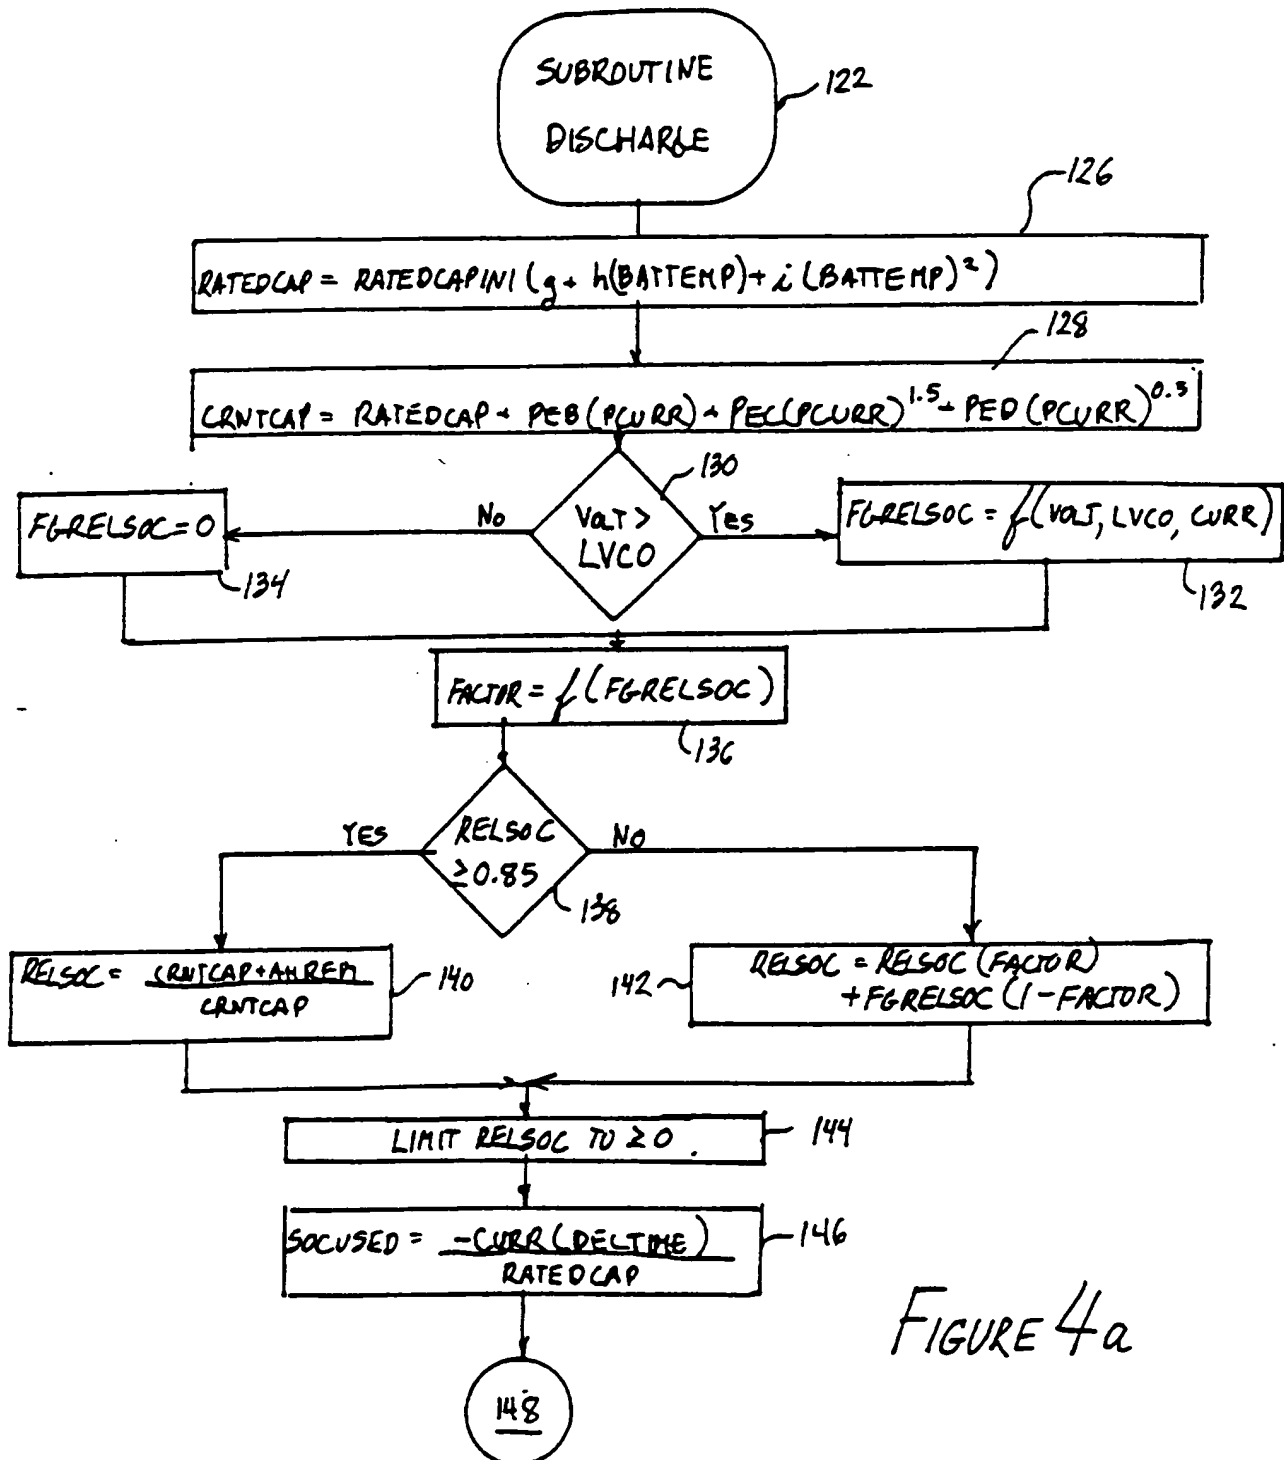 SUBROUTINE
DISCHARGE
122
126
RATEDCAP = RATEDCAPINI (g + h(BATTEMP) + i (BATTEMP)²)
128
CRNTCAP = RATEDCAP + PEB (PCURR) + PEC(PCURR)^1.5 + PED (PCURR)^0.3
130
FGRELSOC = 0
No
VOLT >
LVCO
Yes
FGRELSOC = f(VOLT, LVCO, CURR)
134
132
FACTOR = f(FGRELSOC)
136
YES
RELSOC
≥0.85
NO
138
RELSOC = CRNTCAP + AHREM
CRNTCAP
140
142
RELSOC = RELSOC (FACTOR)
+ FGRELSOC (1 - FACTOR)
LIMIT RELSOC TO ≥ 0
144
SOCUSED = -CURR (DELTIME)
RATEDCAP
146
FIGURE 4a
148